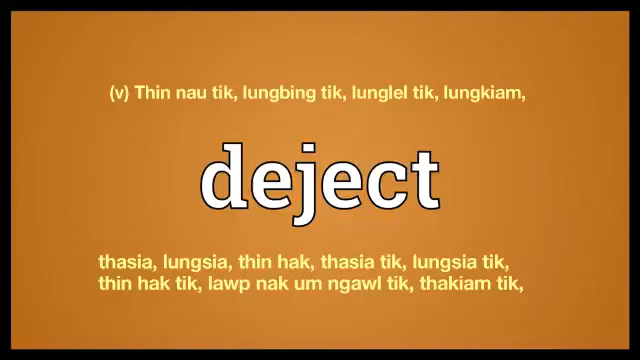 (v) Thin nau tik, lungbing tik, lunglel tik, lungkiam,
deject
thasia, lungsia, thin hak, thasia tik, lungsia tik,
thin hak tik, lawp nak um ngawl tik, thakiam tik,